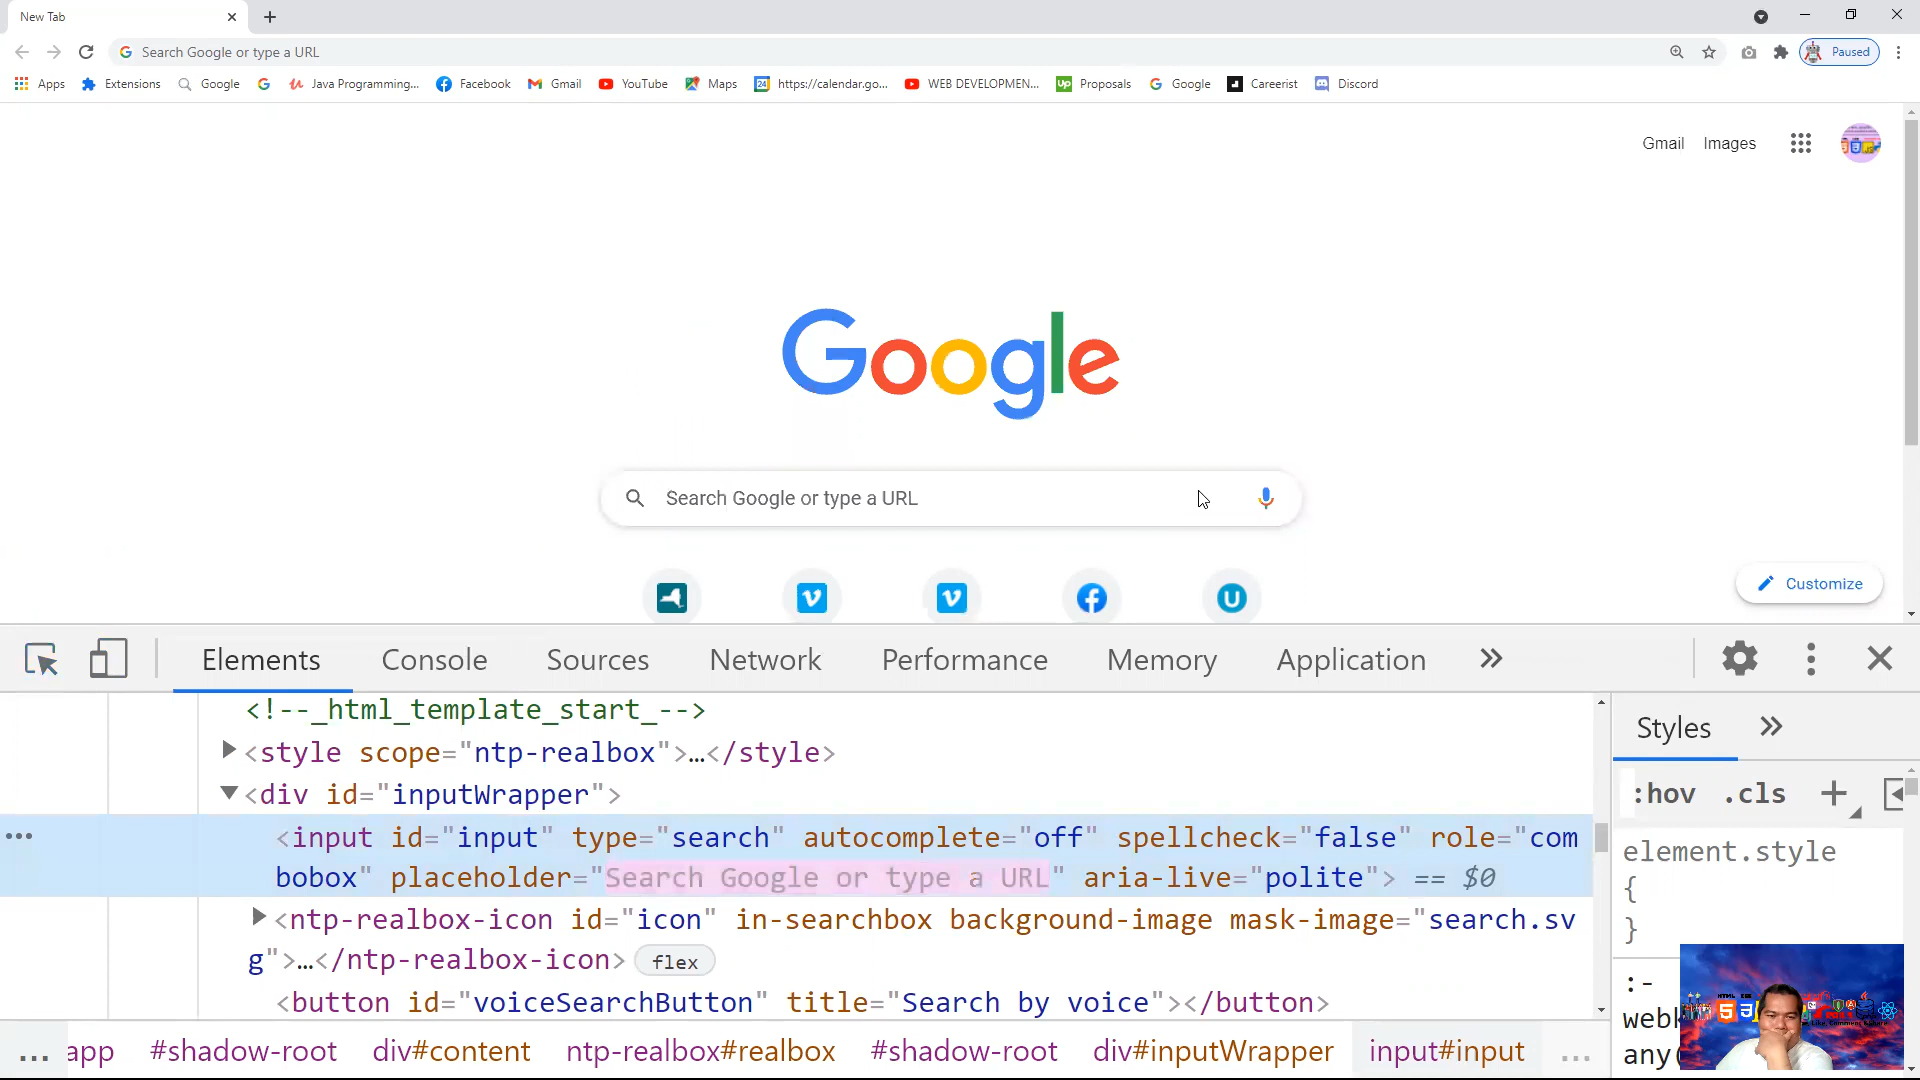 New Tab
Search Google or type a URL
Paused
Apps Extensions Google Java Programming... Facebook Gmail YouTube Maps 24 https://calendar.go... WEB DEVELOPMEN... up Proposals Google Careerist Discord
Gmail Images
Google
Search Google or type a URL
Customize
Elements Console Sources Network Performance Memory Application
<!--_html_template_start_-->
<style scope="ntp-realbox">…</style>
<div id="inputWrapper">
<input id="input" type="search" autocomplete="off" spellcheck="false" role="com
bobox" placeholder="Search Google or type a URL" aria-live="polite"> == $0
<ntp-realbox-icon id="icon" in-searchbox background-image mask-image="search.sv
g">…</ntp-realbox-icon> flex
<button id="voiceSearchButton" title="Search by voice"></button>
... app #shadow-root div#content ntp-realbox#realbox #shadow-root div#inputWrapper input#input ...
Styles
:hov .cls
element.style
{
}
:-
webk
any(